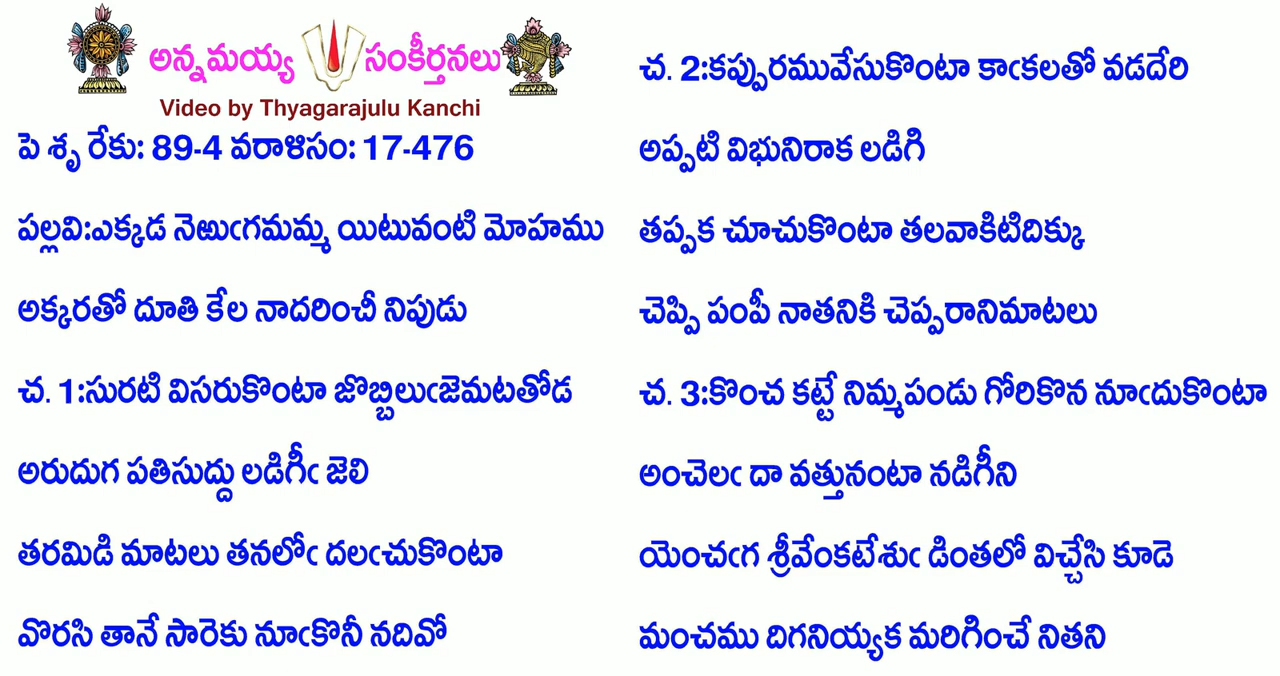 అన్నమయ్య సంకీర్తనలు
Video by Thyagarajulu Kanchi
పె శృ రేకు: 89-4 వరాళిసం: 17-476
పల్లవి:ఎక్కడ నెఱుఁగమమ్మ యిటువంటి మోహము
అక్కరతో దూతి కేల నాదరించీ నిపుడు
చ. 1:సురటి విసరుకొంటా జొబ్బిలుఁజెమటతోడ
అరుదుగ పతిసుద్దు లడిగీఁ జెలి
తరమిడి మాటలు తనలోఁ దలఁచుకొంటా
వొరసి తానే సారెకు నూఁకొనీ నదివో
చ. 2:కప్పురమువేసుకొంటా కాఁకలతో వడదేరి
అప్పటి విభునిరాక లడిగి
తప్పక చూచుకొంటా తలవాకిటిదిక్కు
చెప్పి పంపీ నాతనికి చెప్పరానిమాటలు
చ. 3:కొంచ కట్టే నిమ్మపండు గోరికొన నూఁదుకొంటా
అంచెలఁ దా వత్తునంటా నడిగీని
యెంచఁగ శ్రీవేంకటేశుఁ డింతలో విచ్చేసి కూడె
మంచము దిగనియ్యక మరిగించే నితని